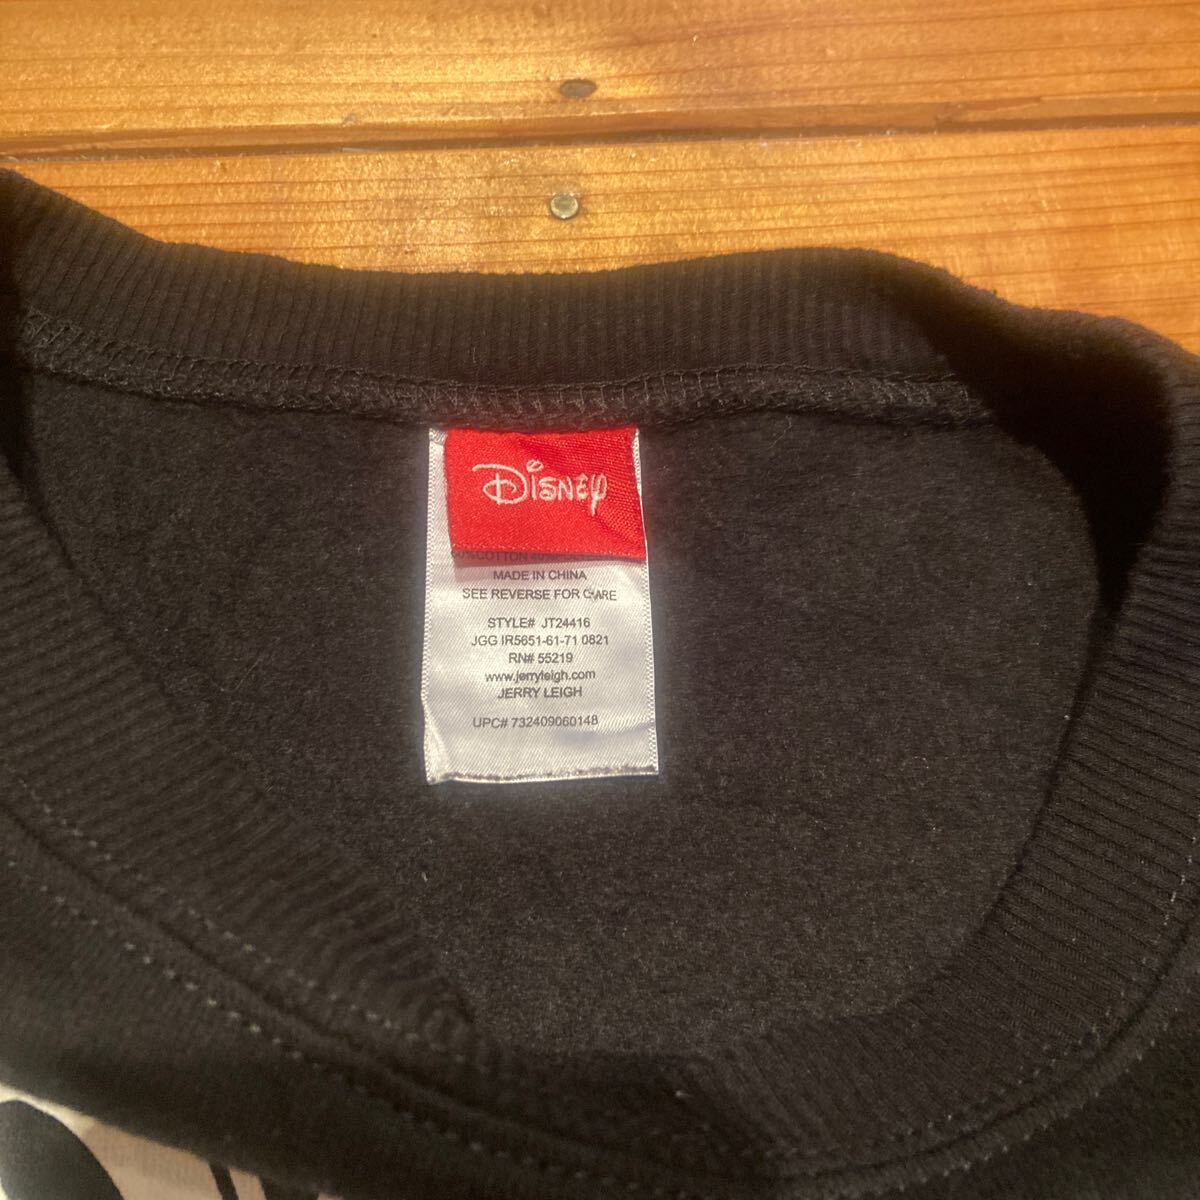 Disney
COTTON
MADE IN CHINA
SEE REVERSE FOR CARE
STYLE# JT24416
JGG IR5651-61-71 0821
RN# 55219
www.jerryleigh.com
JERRY LEIGH
UPC# 732409060148